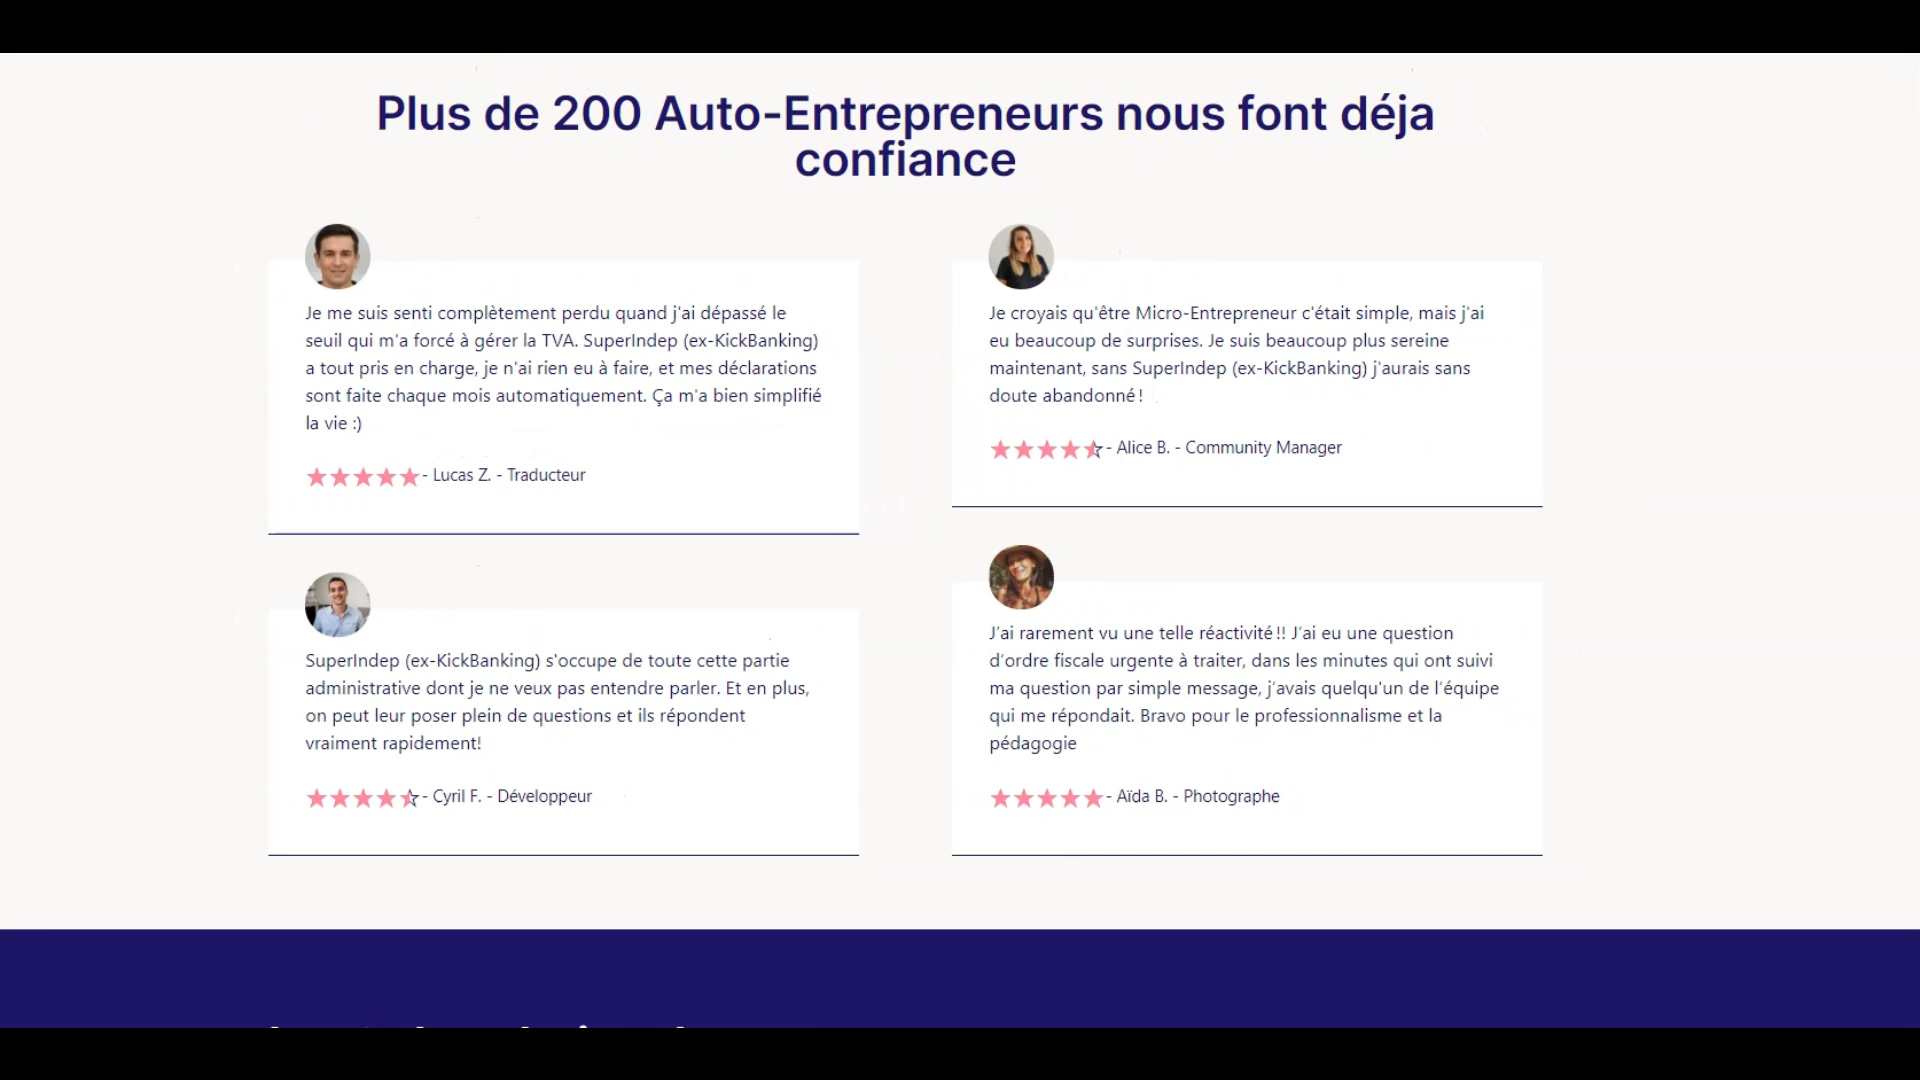 Plus de 200 Auto-Entrepreneurs nous font déja
confiance
Je me suis senti complètement perdu quand j'ai dépassé le
seuil qui m'a forcé à gérer la TVA. SuperIndep (ex-KickBanking)
a tout pris en charge, je n'ai rien eu à faire, et mes déclarations
sont faite chaque mois automatiquement. Ça m'a bien simplifié
la vie :)
- Lucas Z. - Traducteur
Je croyais qu'être Micro-Entrepreneur c'était simple, mais j'ai
eu beaucoup de surprises. Je suis beaucoup plus sereine
maintenant, sans SuperIndep (ex-KickBanking) j'aurais sans
doute abandonné !
- Alice B. - Community Manager
SuperIndep (ex-KickBanking) s'occupe de toute cette partie
administrative dont je ne veux pas entendre parler. Et en plus,
on peut leur poser plein de questions et ils répondent
vraiment rapidement!
- Cyril F. - Développeur
J’ai rarement vu une telle réactivité !! J’ai eu une question
d’ordre fiscale urgente à traiter, dans les minutes qui ont suivi
ma question par simple message, j’avais quelqu'un de l’équipe
qui me répondait. Bravo pour le professionnalisme et la
pédagogie
- Aïda B. - Photographe